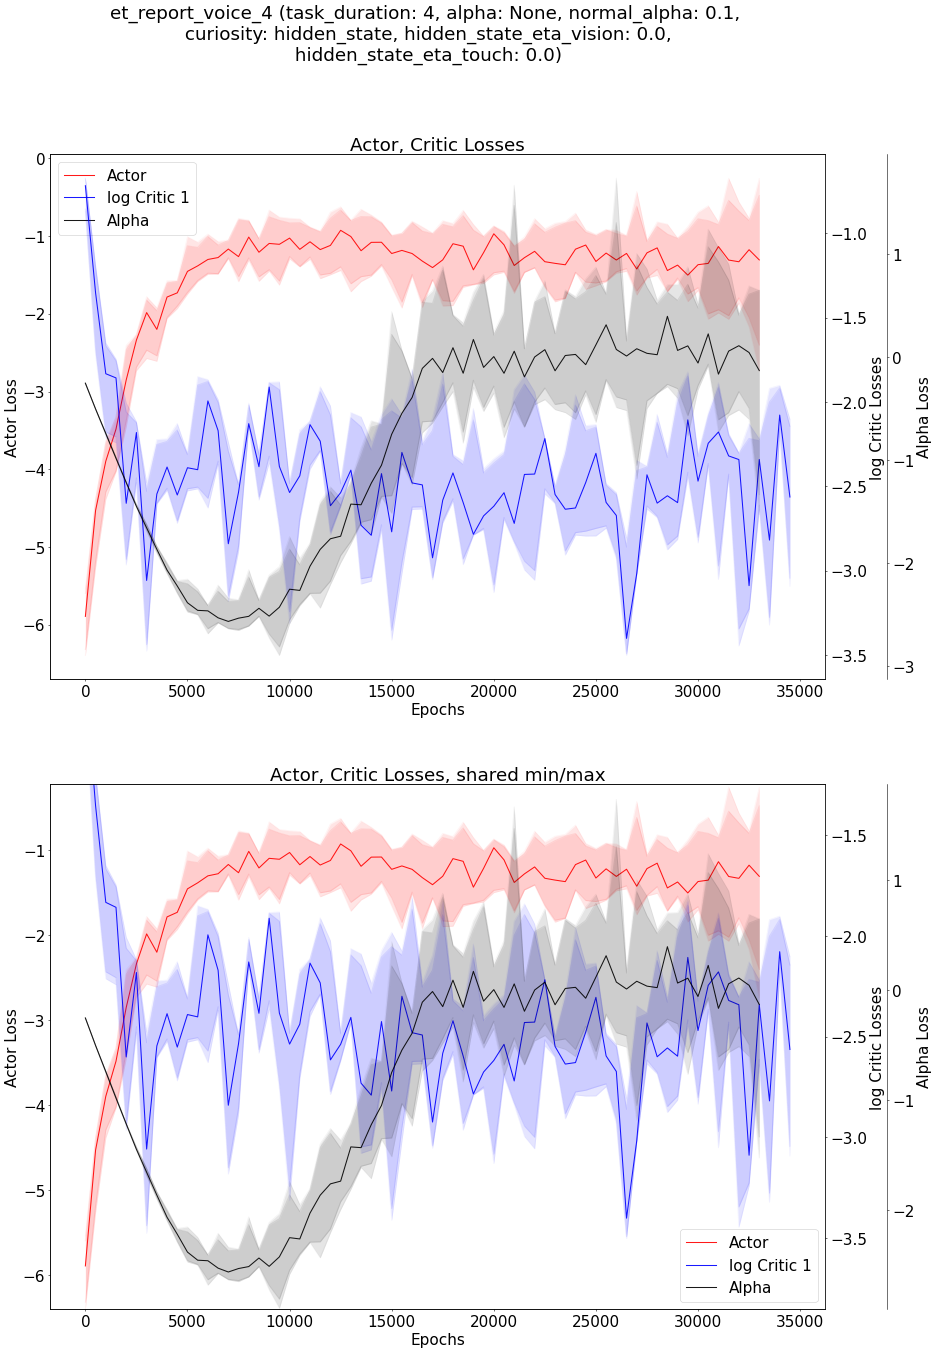 et_report_voice_4 (task_duration: 4, alpha: None, normal_alpha: 0.1,
curiosity: hidden_state, hidden_state_eta_vision: 0.0,
hidden_state_eta_touch: 0.0)
Actor, Critic Losses
Actor
log Critic 1
Alpha
0
−1
−2
−3
−4
−5
−6
Actor Loss
−1.0
−1.5
−2.0
−2.5
−3.0
−3.5
log Critic Losses
1
0
−1
−2
−3
Alpha Loss
0
5000
10000
15000
20000
25000
30000
35000
Epochs
Actor, Critic Losses, shared min/max
−1
−2
−3
−4
−5
−6
Actor Loss
−1.5
−2.0
−2.5
−3.0
−3.5
log Critic Losses
1
0
−1
−2
Alpha Loss
Actor
log Critic 1
Alpha
0
5000
10000
15000
20000
25000
30000
35000
Epochs